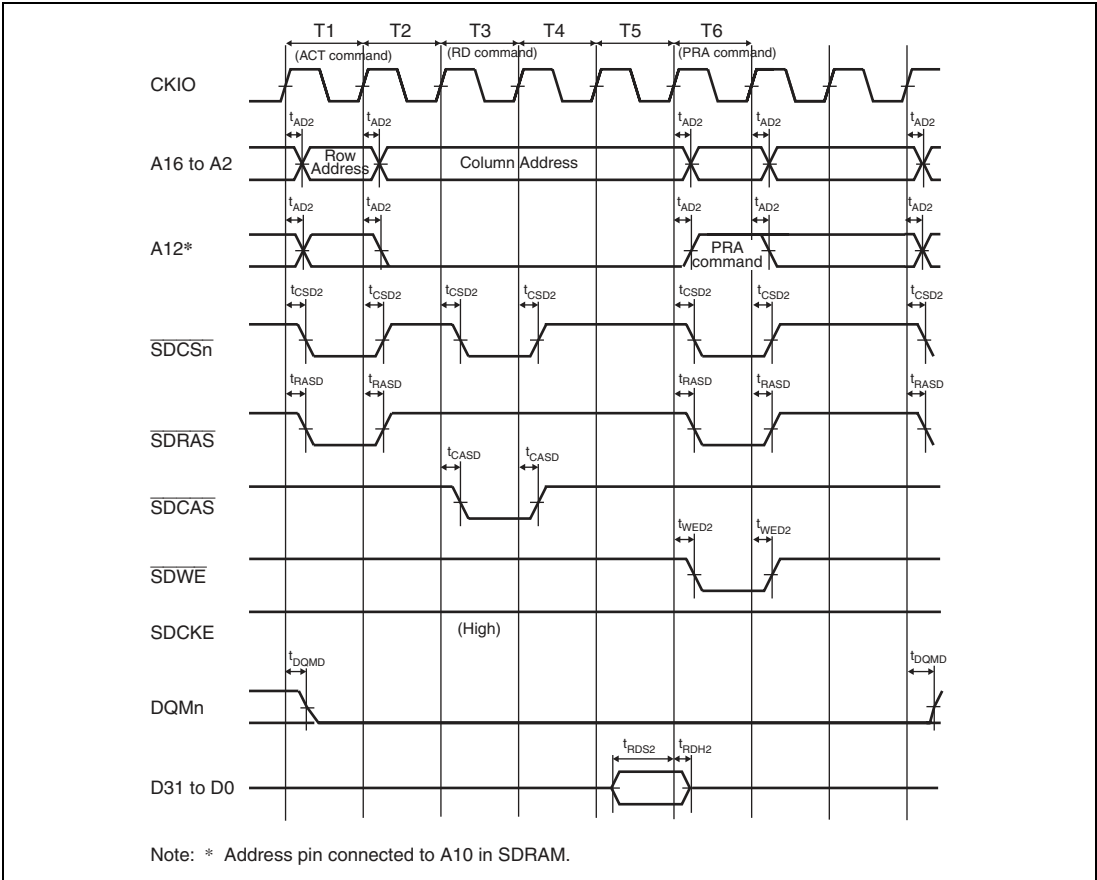 T1 T2 T3 T4 T5 T6
(ACT command) (RD command) (PRA command)
CKIO
tAD2 tAD2 tAD2 tAD2 tAD2
A16 to A2 Row Address Column Address
tAD2 tAD2 tAD2 tAD2 tAD2
A12* PRA command
tCSD2 tCSD2 tCSD2 tCSD2 tCSD2 tCSD2 tCSD2
SDCSn
tRASD tRASD tRASD tRASD tRASD
SDRAS
tCASD tCASD
SDCAS
tWED2 tWED2
SDWE
SDCKE (High)
tDQMD tDQMD
DQMn
tRDS2 tRDH2
D31 to D0
Note: * Address pin connected to A10 in SDRAM.